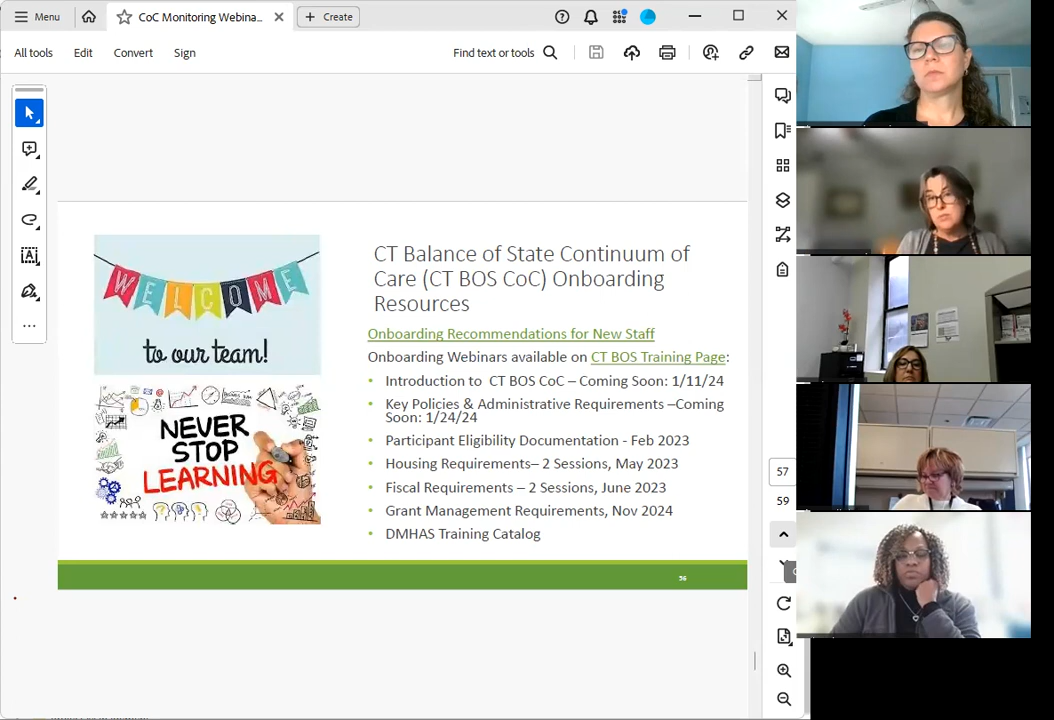 Menu
CoC Monitoring Webina...
Create
All tools
Edit
Convert
Sign
Find text or tools
WELCOME
to our team!
NEVER
STOP
LEARNING
CT Balance of State Continuum of
Care (CT BOS CoC) Onboarding
Resources
Onboarding Recommendations for New Staff
Onboarding Webinars available on CT BOS Training Page:
• Introduction to CT BOS CoC – Coming Soon: 1/11/24
• Key Policies & Administrative Requirements –Coming
Soon: 1/24/24
• Participant Eligibility Documentation - Feb 2023
• Housing Requirements– 2 Sessions, May 2023
• Fiscal Requirements – 2 Sessions, June 2023
• Grant Management Requirements, Nov 2024
• DMHAS Training Catalog
56
57
59